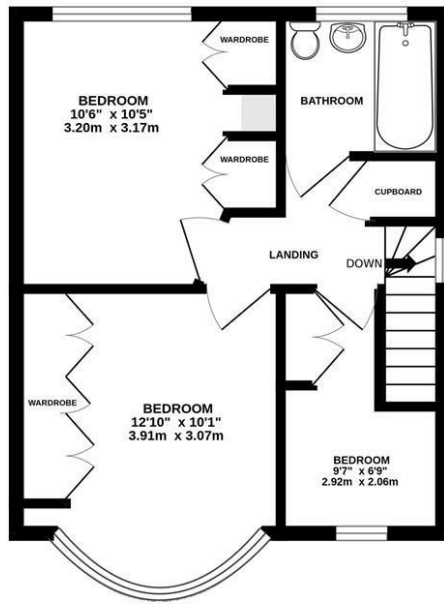 WARDROBE
BEDROOM
10'6" x 10'5"
3.20m x 3.17m
BATHROOM
WARDROBE
CUPBOARD
LANDING
DOWN
WARDROBE
BEDROOM
12'10" x 10'1"
3.91m x 3.07m
BEDROOM
9'7" x 6'9"
2.92m x 2.06m